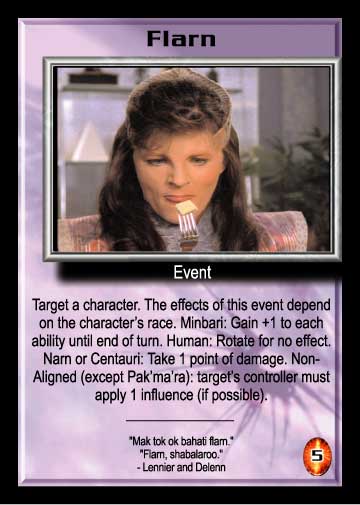 Flarn
Event
Target a character. The effects of this event depend
on the character's race. Minbari: Gain +1 to each
ability until end of turn. Human: Rotate for no effect.
Narn or Centauri: Take 1 point of damage. Non-
Aligned (except Pak'ma'ra): target's controller must
apply 1 influence (if possible).
"Mak tok ok bahati flarn."
"Flarn, shabalaroo."
- Lennier and Delenn
5